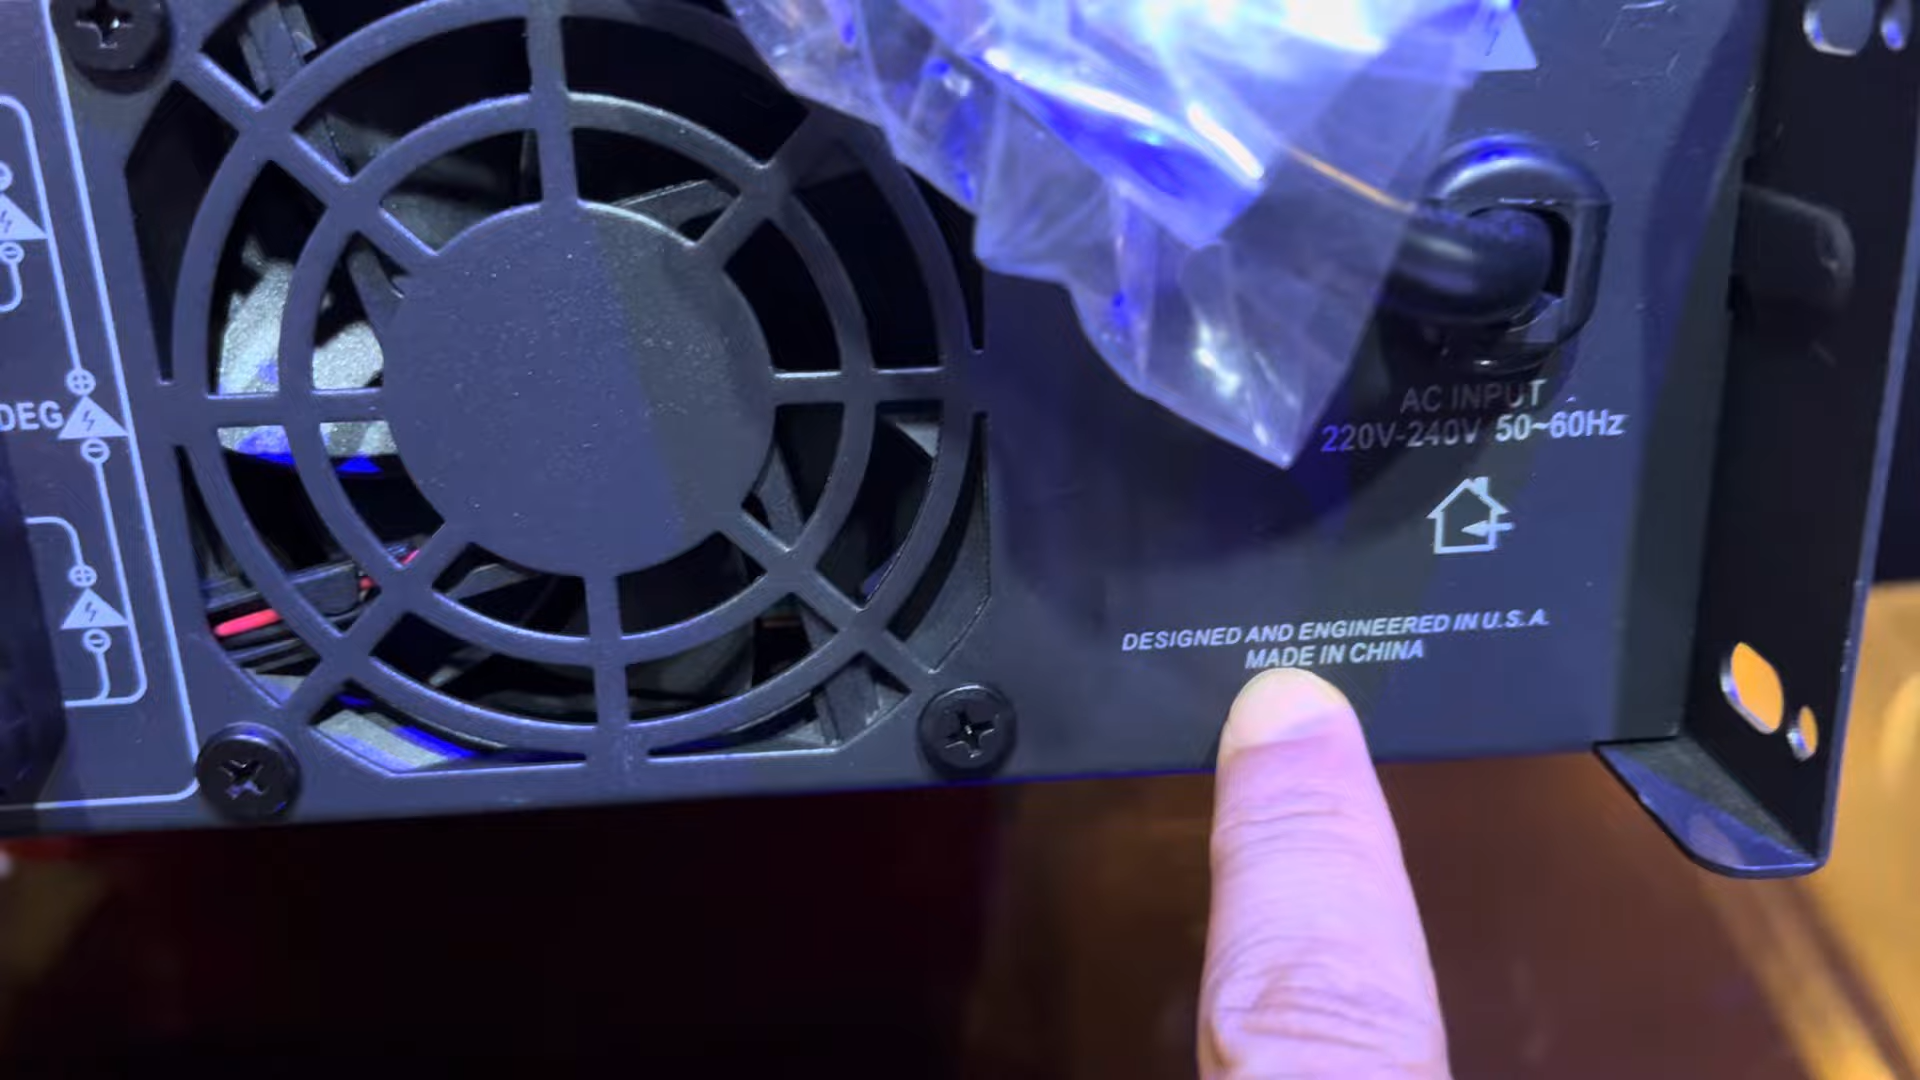 DEG
AC INPUT
220V-240V 50~60Hz
DESIGNED AND ENGINEERED IN U.S.A.
MADE IN CHINA